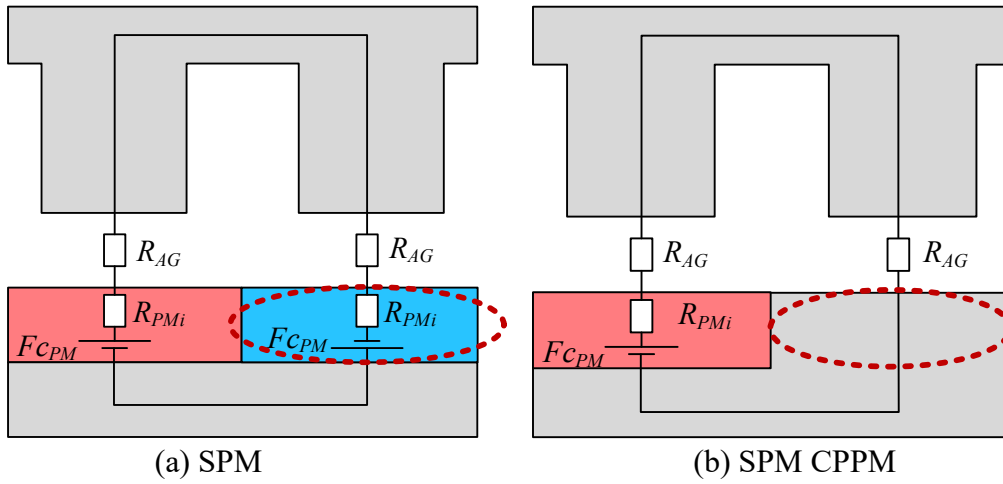 R_AG R_AG R_AG R_AG
R_PMi R_PMi R_PMi
Fc_PM Fc_PM Fc_PM
(a) SPM (b) SPM CPPM